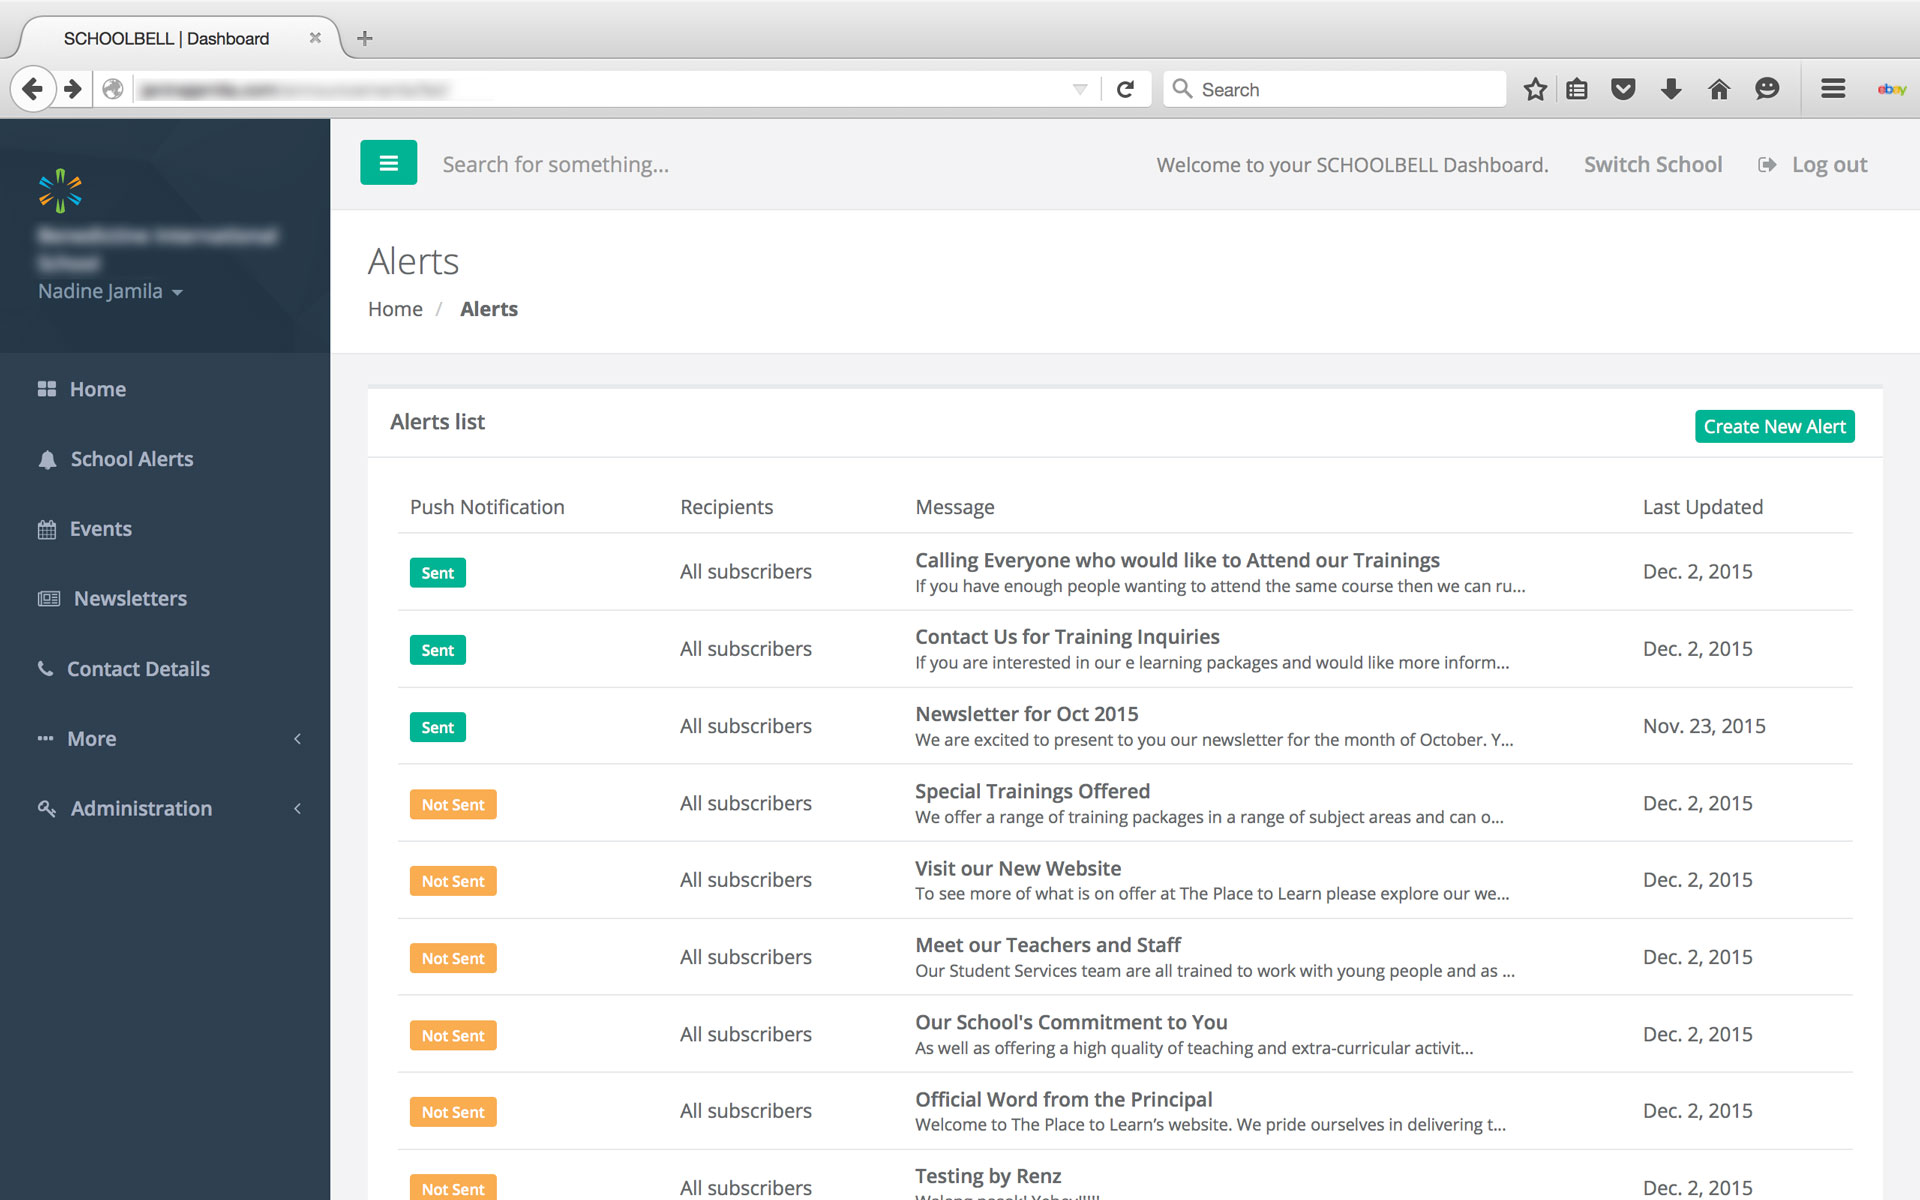 SCHOOLBELL | Dashboard
Search
ebay
Search for something...
Welcome to your SCHOOLBELL Dashboard.
Switch School
Log out
Benedictine International
School
Nadine Jamila
Home
School Alerts
Events
Newsletters
Contact Details
More
Administration
Alerts
Home / Alerts
Alerts list
Create New Alert
Push Notification Recipients Message Last Updated
Sent All subscribers Calling Everyone who would like to Attend our Trainings Dec. 2, 2015
If you have enough people wanting to attend the same course then we can ru...
Sent All subscribers Contact Us for Training Inquiries Dec. 2, 2015
If you are interested in our e learning packages and would like more inform...
Sent All subscribers Newsletter for Oct 2015 Nov. 23, 2015
We are excited to present to you our newsletter for the month of October. Y...
Not Sent All subscribers Special Trainings Offered Dec. 2, 2015
We offer a range of training packages in a range of subject areas and can o...
Not Sent All subscribers Visit our New Website Dec. 2, 2015
To see more of what is on offer at The Place to Learn please explore our we...
Not Sent All subscribers Meet our Teachers and Staff Dec. 2, 2015
Our Student Services team are all trained to work with young people and as ...
Not Sent All subscribers Our School's Commitment to You Dec. 2, 2015
As well as offering a high quality of teaching and extra-curricular activit...
Not Sent All subscribers Official Word from the Principal Dec. 2, 2015
Welcome to The Place to Learn’s website. We pride ourselves in delivering t...
Not Sent All subscribers Testing by Renz Dec. 2, 2015